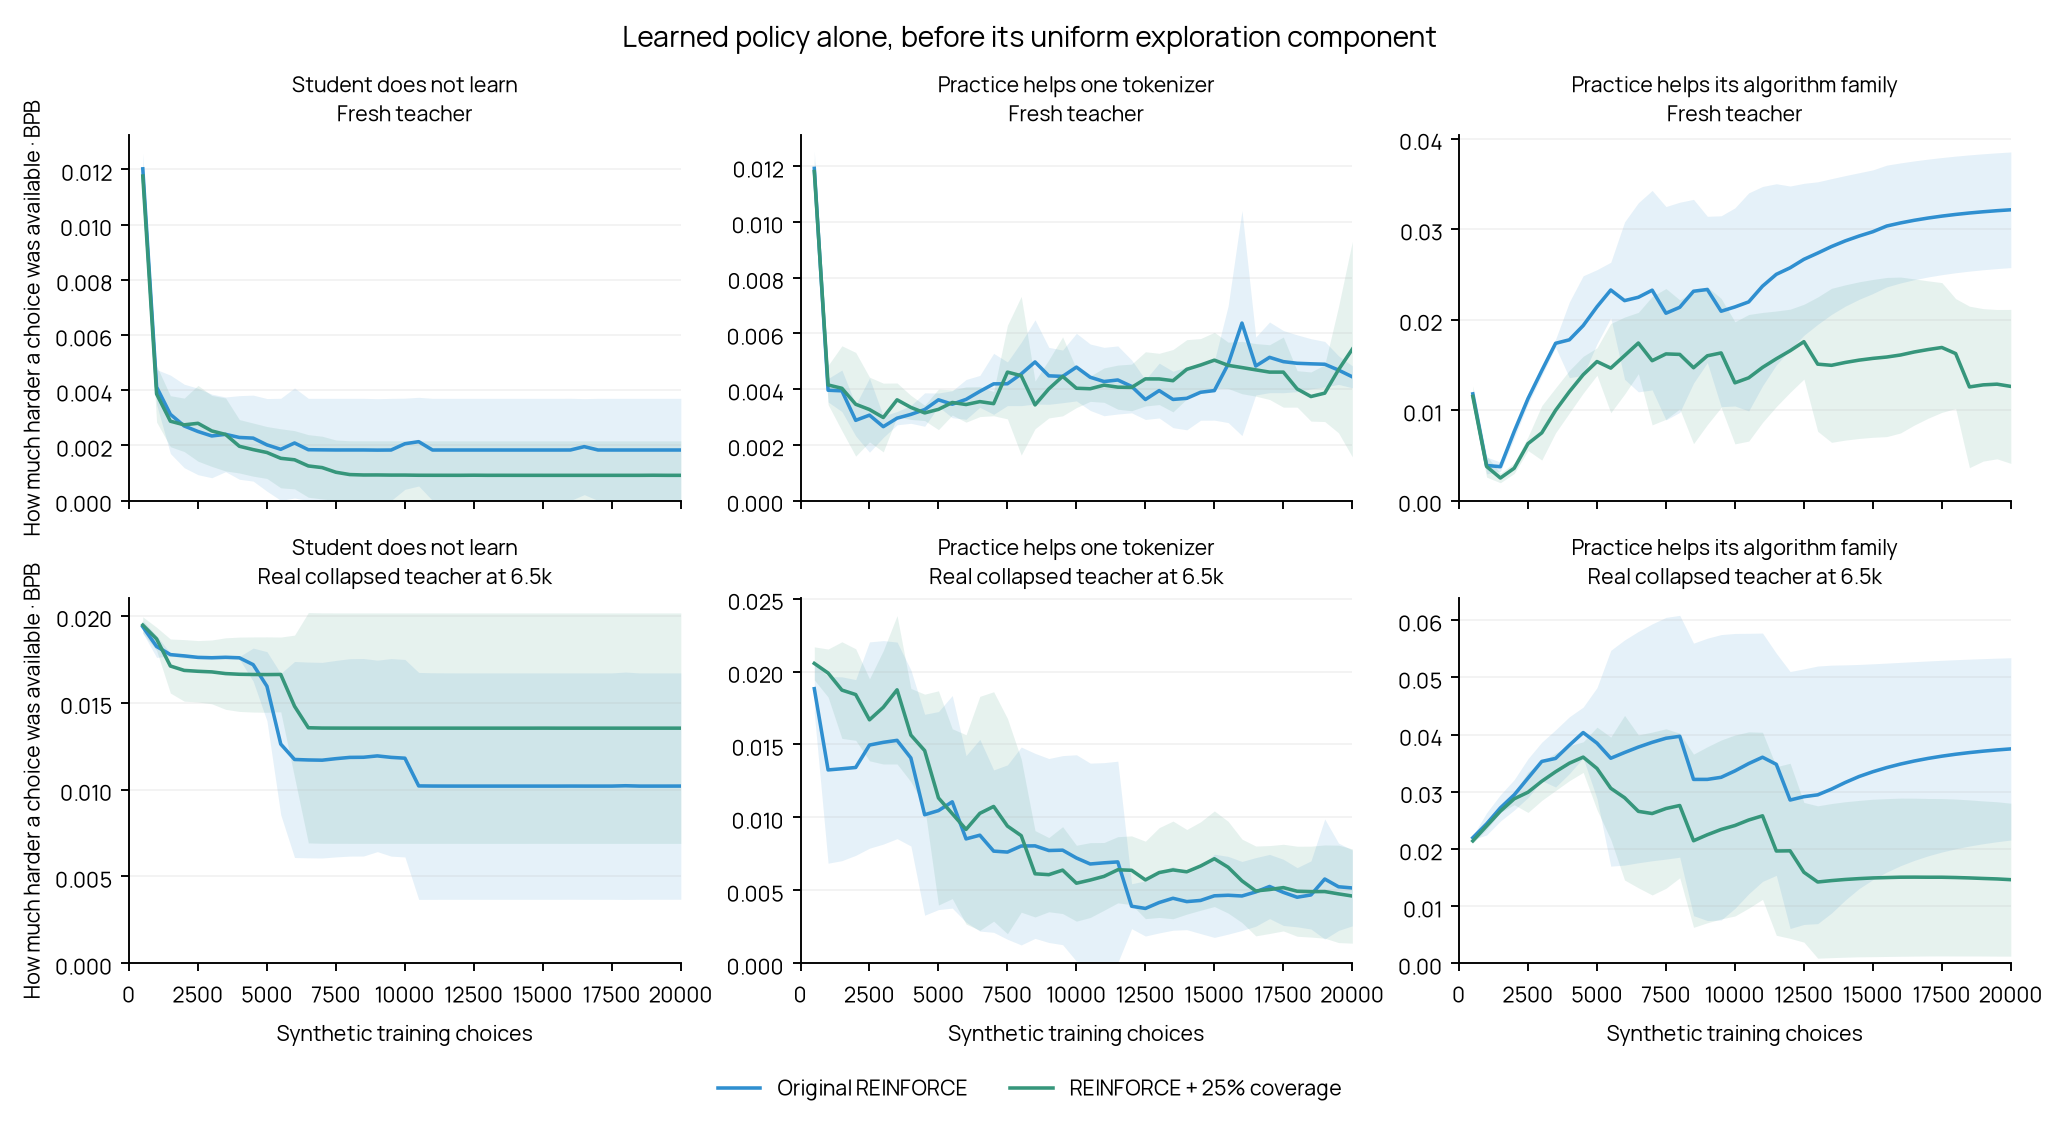 Learned policy alone, before its uniform exploration component
Student does not learn
Fresh teacher
Practice helps one tokenizer
Fresh teacher
Practice helps its algorithm family
Fresh teacher
How much harder a choice was available · BPB
0.012
0.010
0.008
0.006
0.004
0.002
0.000
0.012
0.010
0.008
0.006
0.004
0.002
0.000
0.04
0.03
0.02
0.01
0.00
Student does not learn
Real collapsed teacher at 6.5k
Practice helps one tokenizer
Real collapsed teacher at 6.5k
Practice helps its algorithm family
Real collapsed teacher at 6.5k
How much harder a choice was available · BPB
0.020
0.015
0.010
0.005
0.000
0.025
0.020
0.015
0.010
0.005
0.000
0.06
0.05
0.04
0.03
0.02
0.01
0.00
0 2500 5000 7500 10000 12500 15000 17500 20000
0 2500 5000 7500 10000 12500 15000 17500 20000
0 2500 5000 7500 10000 12500 15000 17500 20000
Synthetic training choices
Synthetic training choices
Synthetic training choices
Original REINFORCE
REINFORCE + 25% coverage